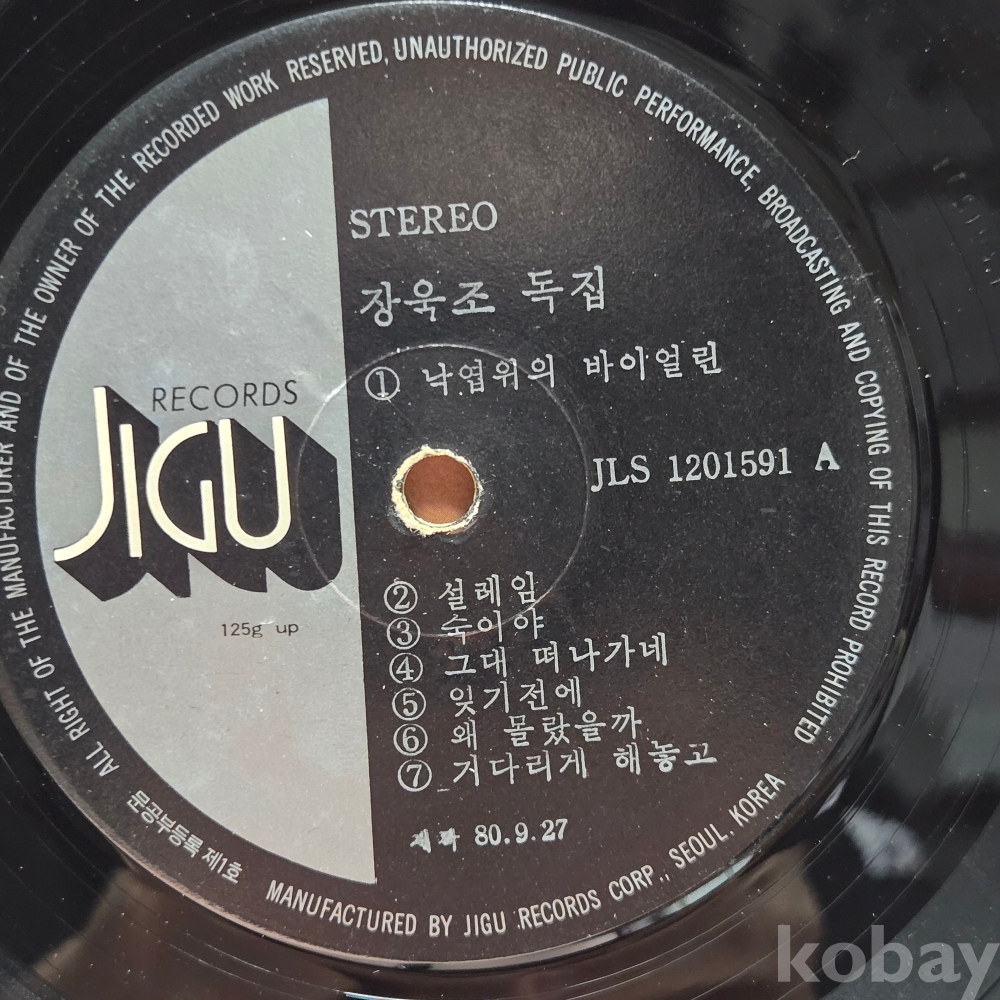 ALL RIGHT OF THE MANUFACTURER AND OF THE OWNER OF THE RECORDED WORK RESERVED, UNAUTHORIZED PUBLIC PERFORMANCE, BROADCASTING AND COPYING OF THIS RECORD PROHIBITED
STEREO
장욱조 독집
① 낙엽위의 바이얼린
RECORDS
JIGU
JLS 1201591 A
125g up
② 설레임
③ 숙이야
④ 그대 떠나가네
⑤ 잊기전에
⑥ 왜 몰랐을까
⑦ 기다리게 해놓고
제작 80.9.27
문공부등록 제1호
MANUFACTURED BY JIGU RECORDS CORP., SEOUL, KOREA
kobay